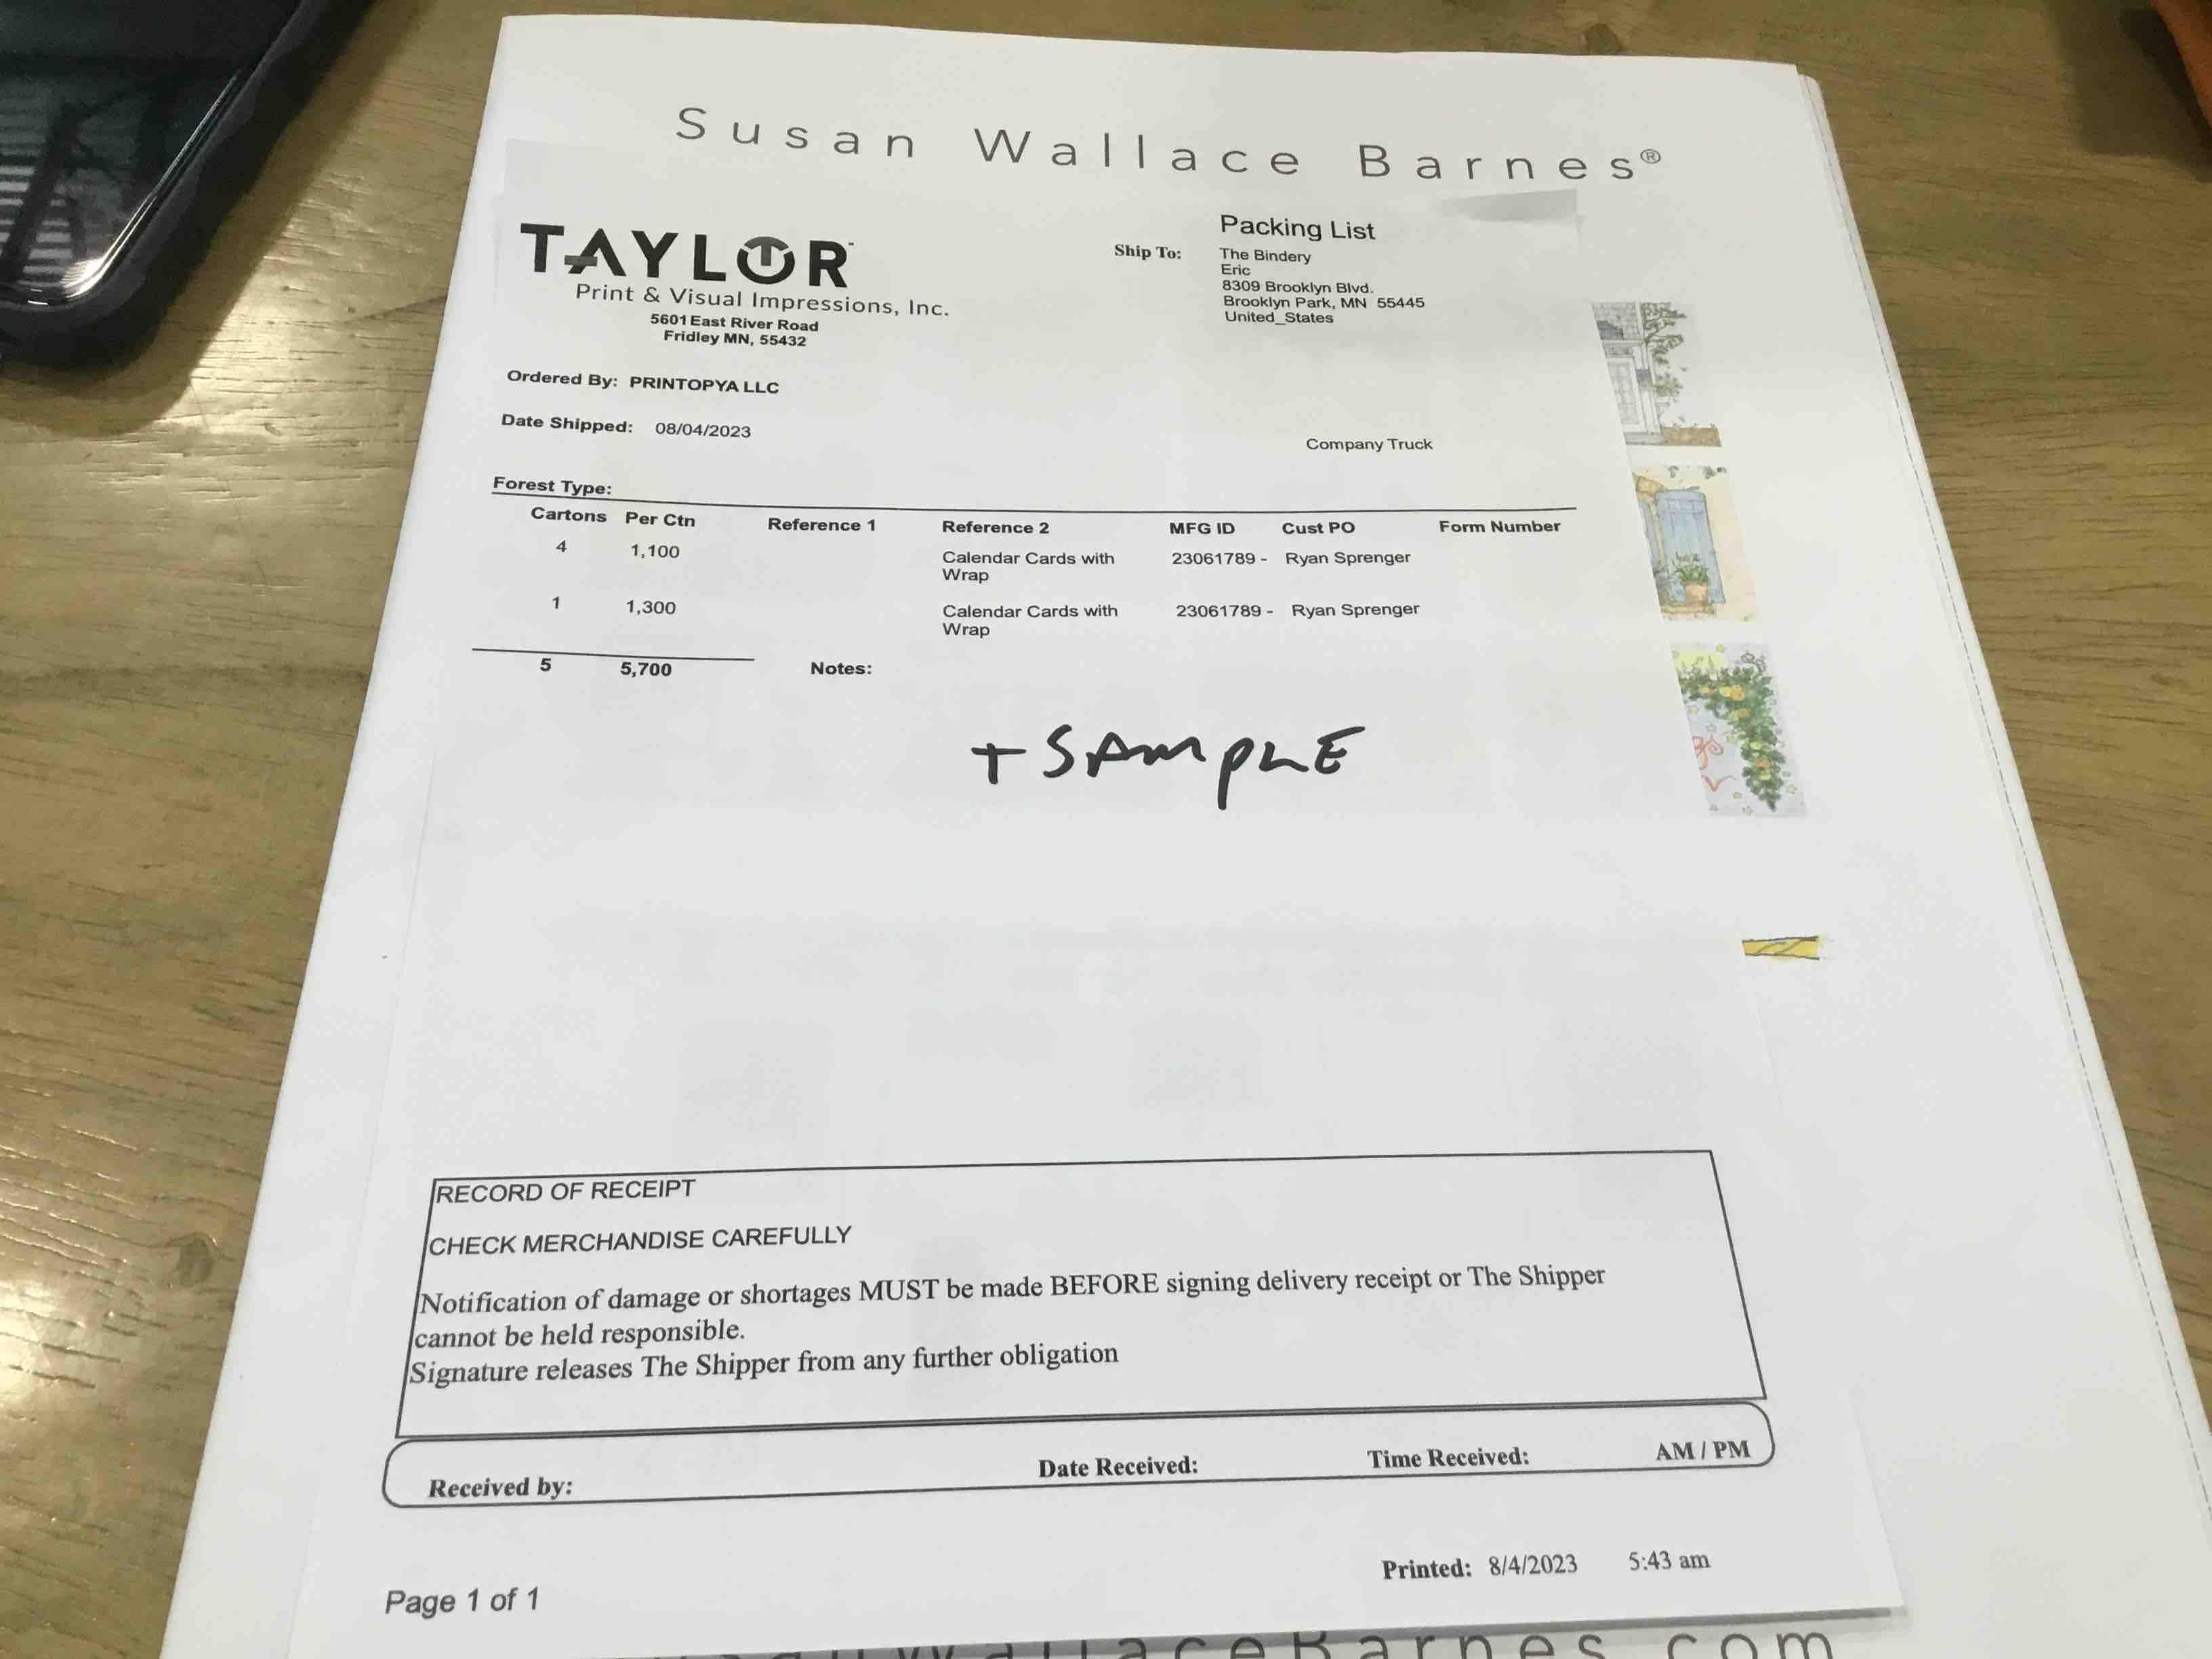 Susan Wallace Barnes®
TAYLOR™
Print & Visual Impressions, Inc.
5601 East River Road
Fridley MN, 55432
Packing List
Ship To: The Bindery
Eric
8309 Brooklyn Blvd.
Brooklyn Park, MN 55445
United_States
Ordered By: PRINTOPYA LLC
Date Shipped: 08/04/2023
Company Truck
Forest Type:
Cartons Per Ctn Reference 1 Reference 2 MFG ID Cust PO Form Number
4 1,100 Calendar Cards with 23061789 - Ryan Sprenger
Wrap
1 1,300 Calendar Cards with 23061789 - Ryan Sprenger
Wrap
5 5,700 Notes:
+ SAMPLE
RECORD OF RECEIPT
CHECK MERCHANDISE CAREFULLY
Notification of damage or shortages MUST be made BEFORE signing delivery receipt or The Shipper
cannot be held responsible.
Signature releases The Shipper from any further obligation
Received by: Date Received: Time Received: AM / PM
Printed: 8/4/2023 5:43 am
Page 1 of 1
WallaceBarnes.com